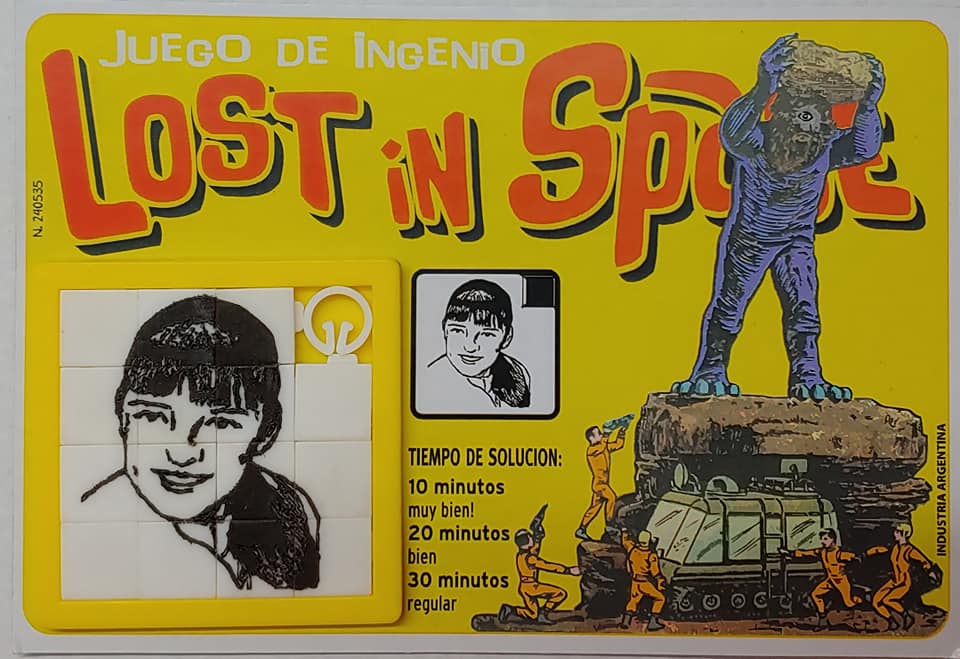 JUEGO DE iNGENiO
LOST iN SpacE
N. 240535
TIEMPO DE SOLUCION:
10 minutos
muy bien!
20 minutos
bien
30 minutos
regular
INDUSTRIA ARGENTINA